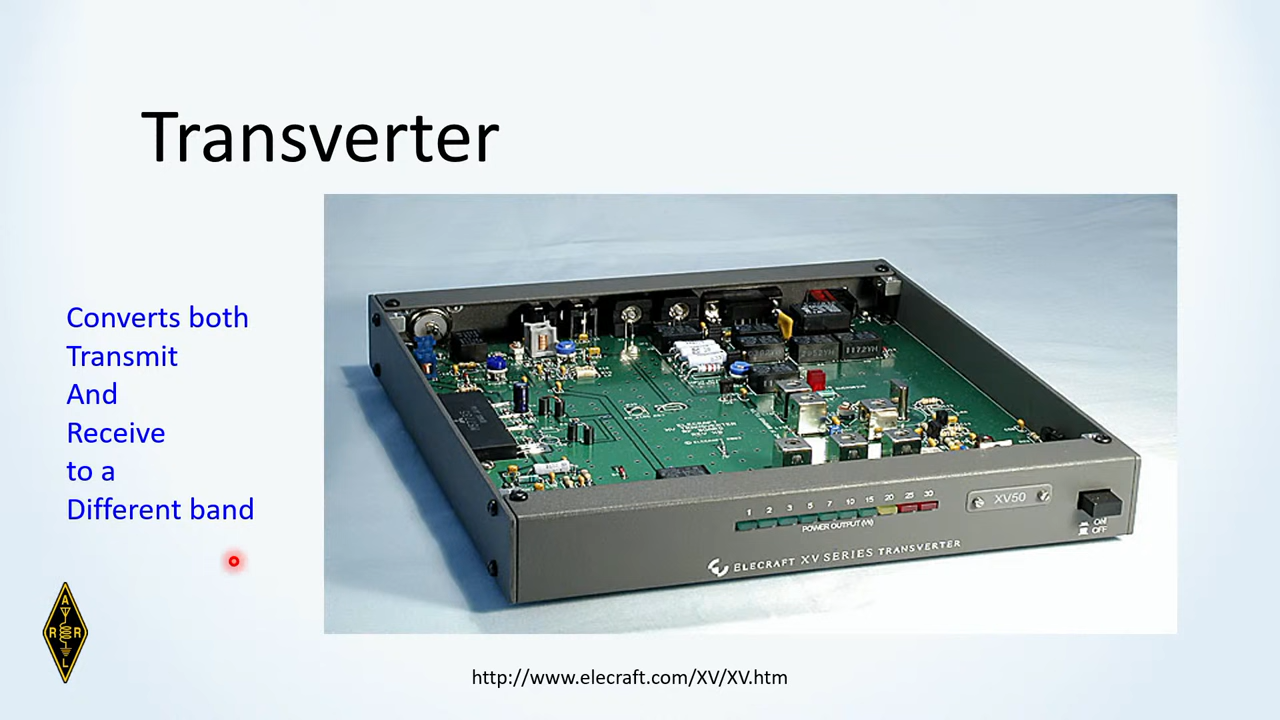 Transverter
Converts both
Transmit
And
Receive
to a
Different band
1 2 3 5 7 10 15 20 25 30
POWER OUTPUT (W)
XV50
ON
OFF
ELECRAFT XV SERIES TRANSVERTER
A
R R
L
http://www.elecraft.com/XV/XV.htm